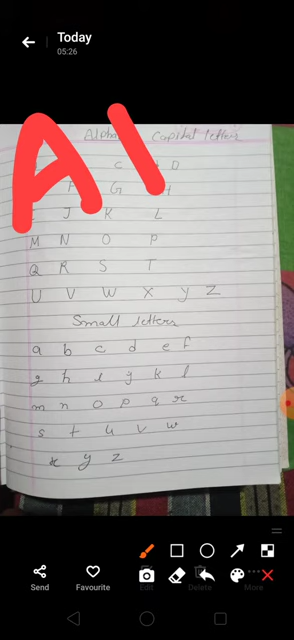 Today
05:26
AI
Capital letters
C D
F G H
J K L
M N O P
Q R S T
U V W X Y Z
Small letters
a b c d e f
g h i j k l
m n o p q r
s t u v w
x y z
Send
Favourite
Edit
Delete
More